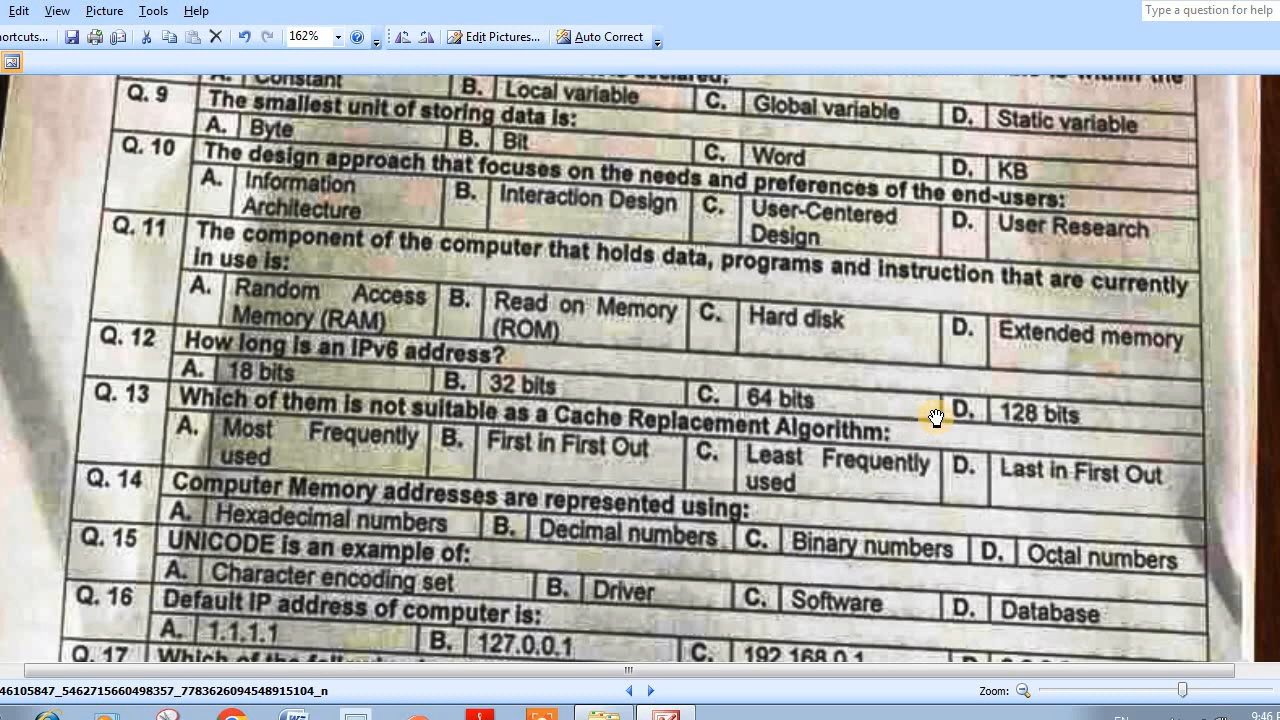 Edit View Picture Tools Help Type a question for help
ortcuts... 162% Edit Pictures... Auto Correct
A. Constant B. Local variable C. Global variable D. Static variable
Q. 9 The smallest unit of storing data is:
A. Byte B. Bit C. Word D. KB
Q. 10 The design approach that focuses on the needs and preferences of the end-users:
A. Information B. Interaction Design C. User-Centered D. User Research
Architecture Design
Q. 11 The component of the computer that holds data, programs and instruction that are currently
in use is:
A. Random Access B. Read on Memory C. Hard disk D. Extended memory
Memory (RAM) (ROM)
Q. 12 How long is an IPv6 address?
A. 18 bits B. 32 bits C. 64 bits D. 128 bits
Q. 13 Which of them is not suitable as a Cache Replacement Algorithm:
A. Most Frequently B. First in First Out C. Least Frequently D. Last in First Out
used used
Q. 14 Computer Memory addresses are represented using:
A. Hexadecimal numbers B. Decimal numbers C. Binary numbers D. Octal numbers
Q. 15 UNICODE is an example of:
A. Character encoding set B. Driver C. Software D. Database
Q. 16 Default IP address of computer is:
A. 1.1.1.1 B. 127.0.0.1 C. 192.168.0.1
Q. 17 Which of the
46105847_5462715660498357_7783626094548915104_n Zoom:
EN 9:46